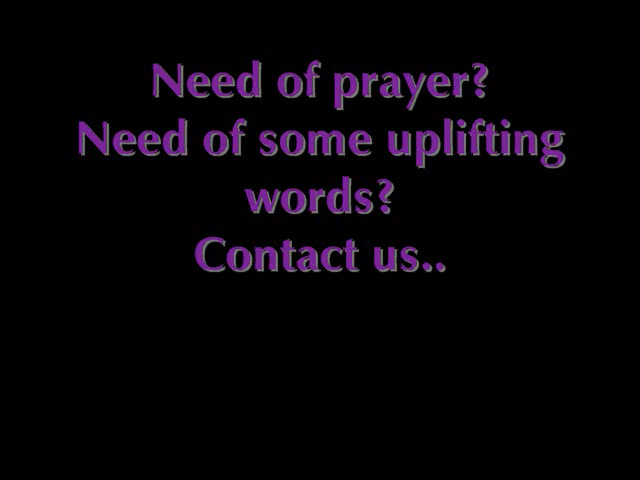 Need of prayer?
Need of some uplifting
words?
Contact us..